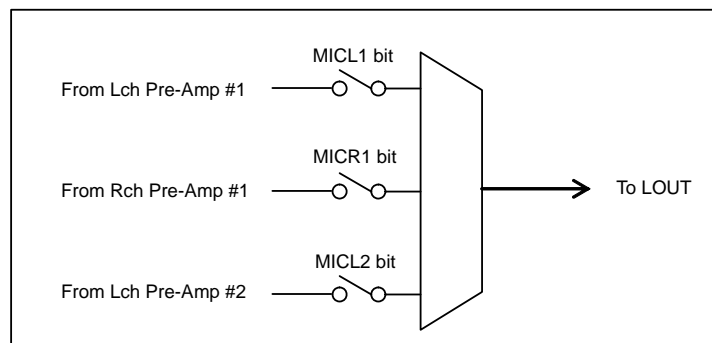 MICL1 bit
From Lch Pre-Amp #1
MICR1 bit
From Rch Pre-Amp #1
To LOUT
MICL2 bit
From Lch Pre-Amp #2